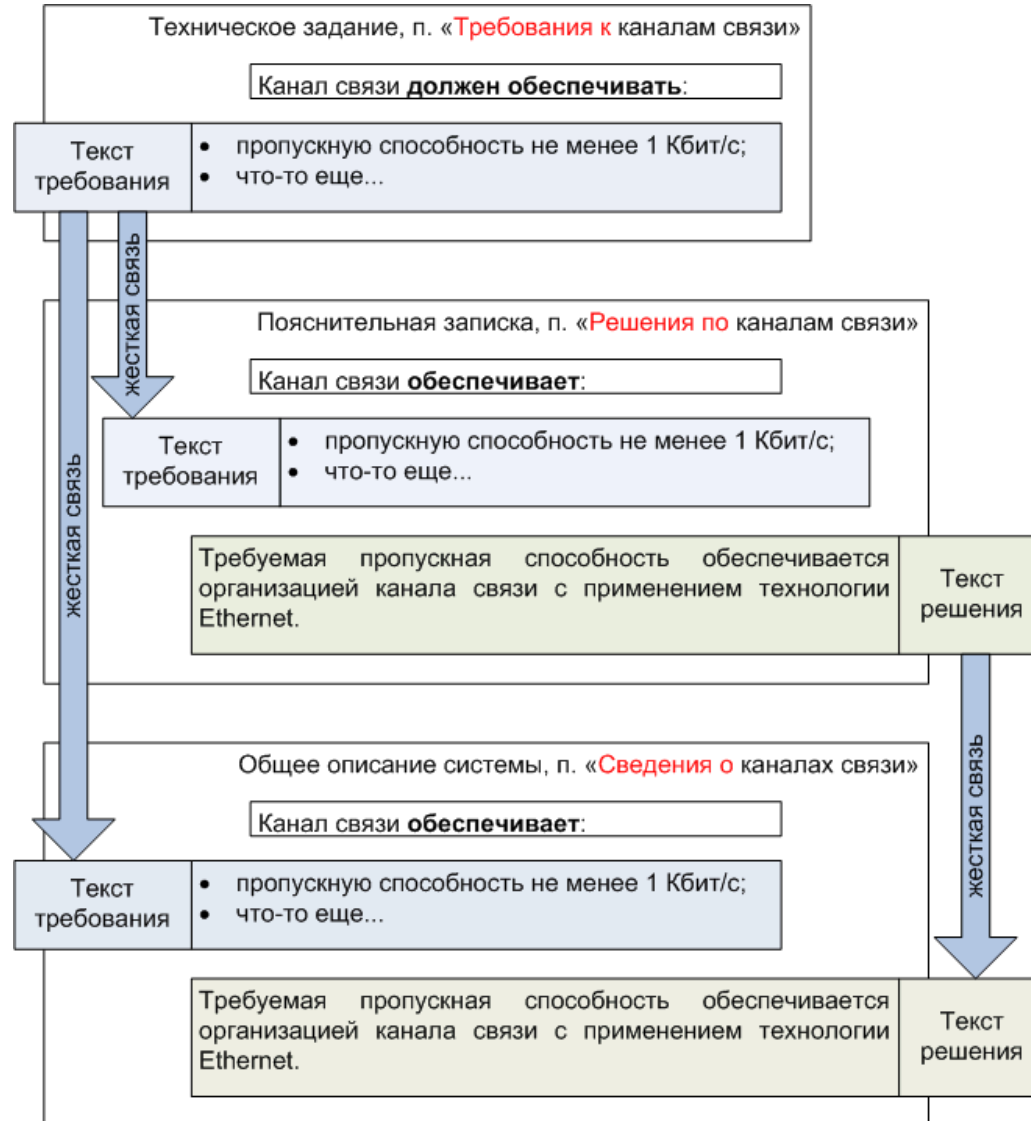 Техническое задание, п. «Требования к каналам связи»
Канал связи должен обеспечивать:
Текст
требования
• пропускную способность не менее 1 Кбит/с;
• что-то еще...
жесткая связь
жесткая связь
Пояснительная записка, п. «Решения по каналам связи»
Канал связи обеспечивает:
Текст
требования
• пропускную способность не менее 1 Кбит/с;
• что-то еще...
Требуемая пропускная способность обеспечивается
организацией канала связи с применением технологии
Ethernet.
Текст
решения
жесткая связь
Общее описание системы, п. «Сведения о каналах связи»
Канал связи обеспечивает:
Текст
требования
• пропускную способность не менее 1 Кбит/с;
• что-то еще...
Требуемая пропускная способность обеспечивается
организацией канала связи с применением технологии
Ethernet.
Текст
решения